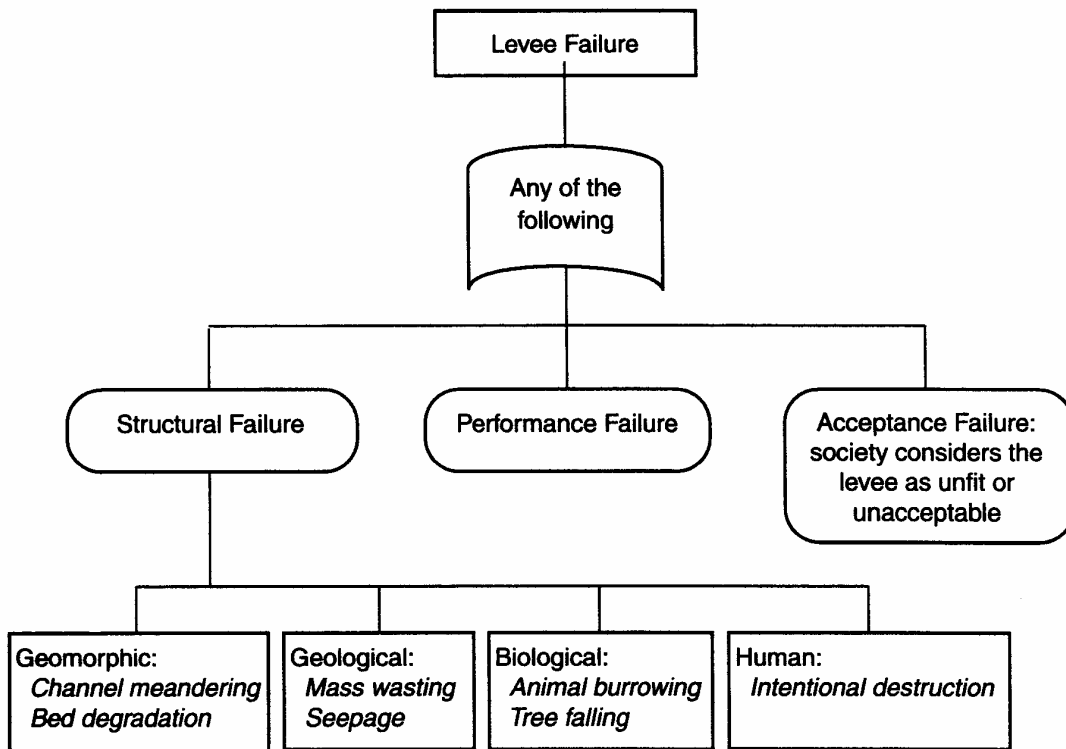 Levee Failure
Any of the
following
Structural Failure
Performance Failure
Acceptance Failure:
society considers the
levee as unfit or
unacceptable
Geomorphic:
Channel meandering
Bed degradation
Geological:
Mass wasting
Seepage
Biological:
Animal burrowing
Tree falling
Human:
Intentional destruction